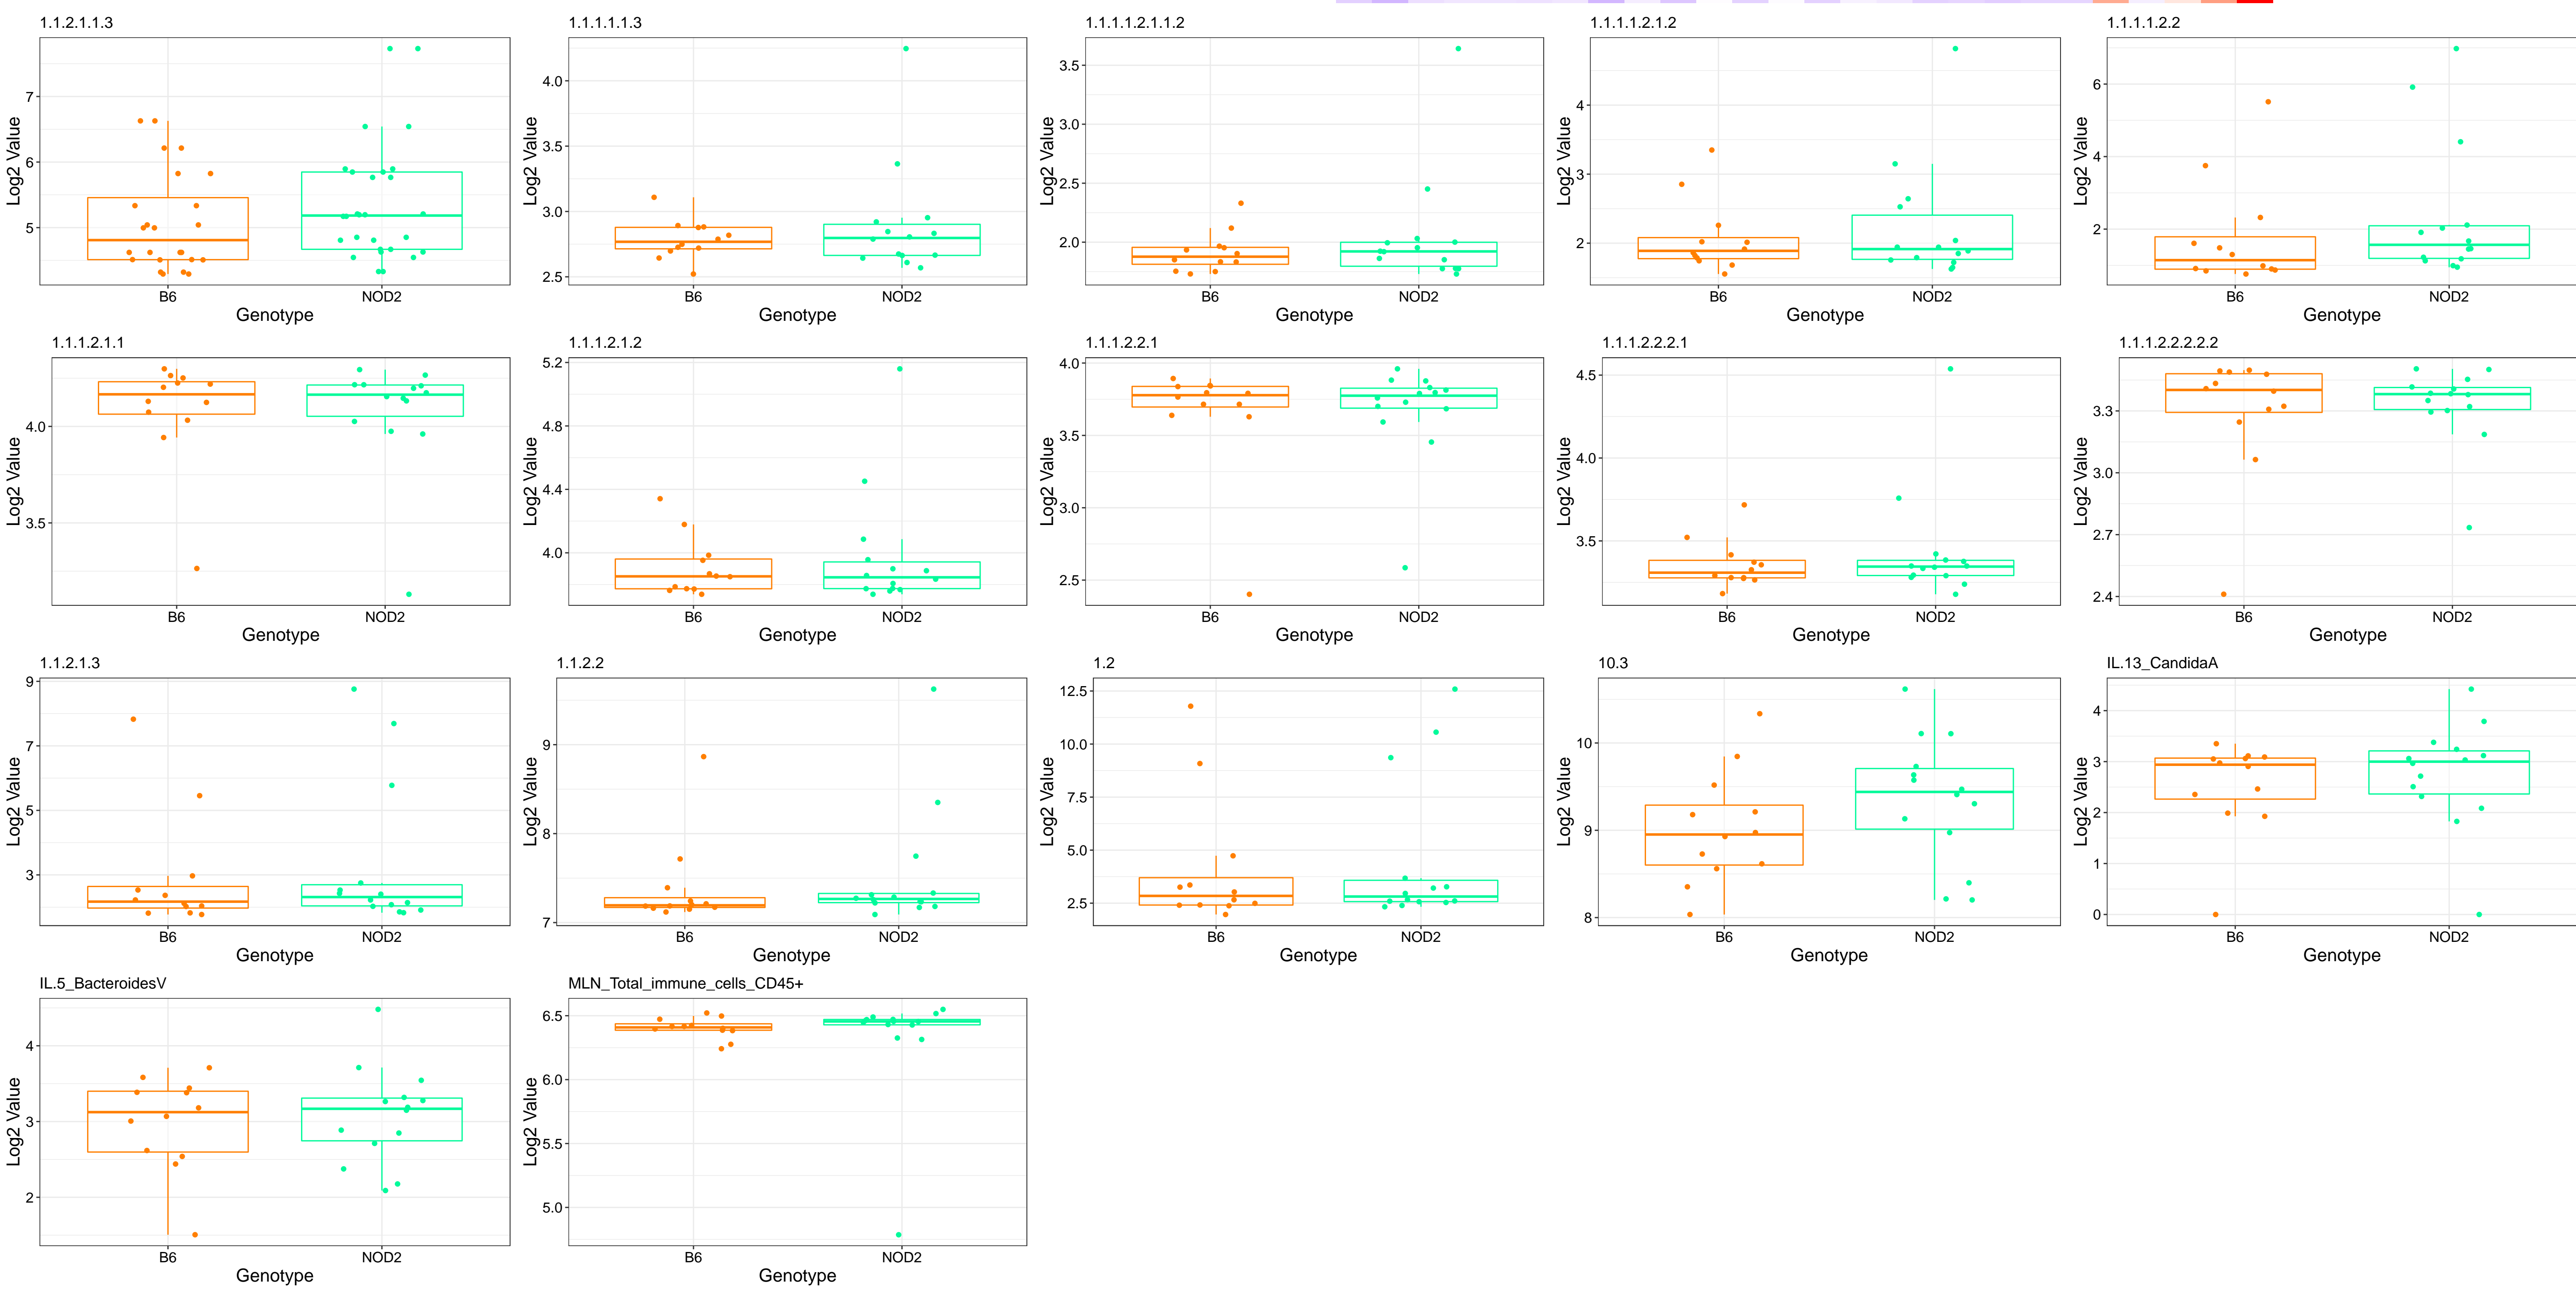 1.1.2.1.1.3
1.1.1.1.1.3
1.1.1.1.2.1.1.2
1.1.1.1.2.1.2
1.1.1.1.2.2
Log2 Value
7
6
5
B6
NOD2
Genotype
Log2 Value
4.0
3.5
3.0
2.5
B6
NOD2
Genotype
Log2 Value
3.5
3.0
2.5
2.0
B6
NOD2
Genotype
Log2 Value
4
3
2
B6
NOD2
Genotype
Log2 Value
6
4
2
B6
NOD2
Genotype
1.1.1.2.1.1
1.1.1.2.1.2
1.1.1.2.2.1
1.1.1.2.2.2.1
1.1.1.2.2.2.2.2
Log2 Value
4.0
3.5
B6
NOD2
Genotype
Log2 Value
5.2
4.8
4.4
4.0
B6
NOD2
Genotype
Log2 Value
4.0
3.5
3.0
2.5
B6
NOD2
Genotype
Log2 Value
4.5
4.0
3.5
B6
NOD2
Genotype
Log2 Value
3.3
3.0
2.7
2.4
B6
NOD2
Genotype
1.1.2.1.3
1.1.2.2
1.2
10.3
IL.13_CandidaA
Log2 Value
9
7
5
3
B6
NOD2
Genotype
Log2 Value
9
8
7
B6
NOD2
Genotype
Log2 Value
12.5
10.0
7.5
5.0
2.5
B6
NOD2
Genotype
Log2 Value
10
9
8
B6
NOD2
Genotype
Log2 Value
4
3
2
1
0
B6
NOD2
Genotype
IL.5_BacteroidesV
MLN_Total_immune_cells_CD45+
Log2 Value
4
3
2
B6
NOD2
Genotype
Log2 Value
6.5
6.0
5.5
5.0
B6
NOD2
Genotype